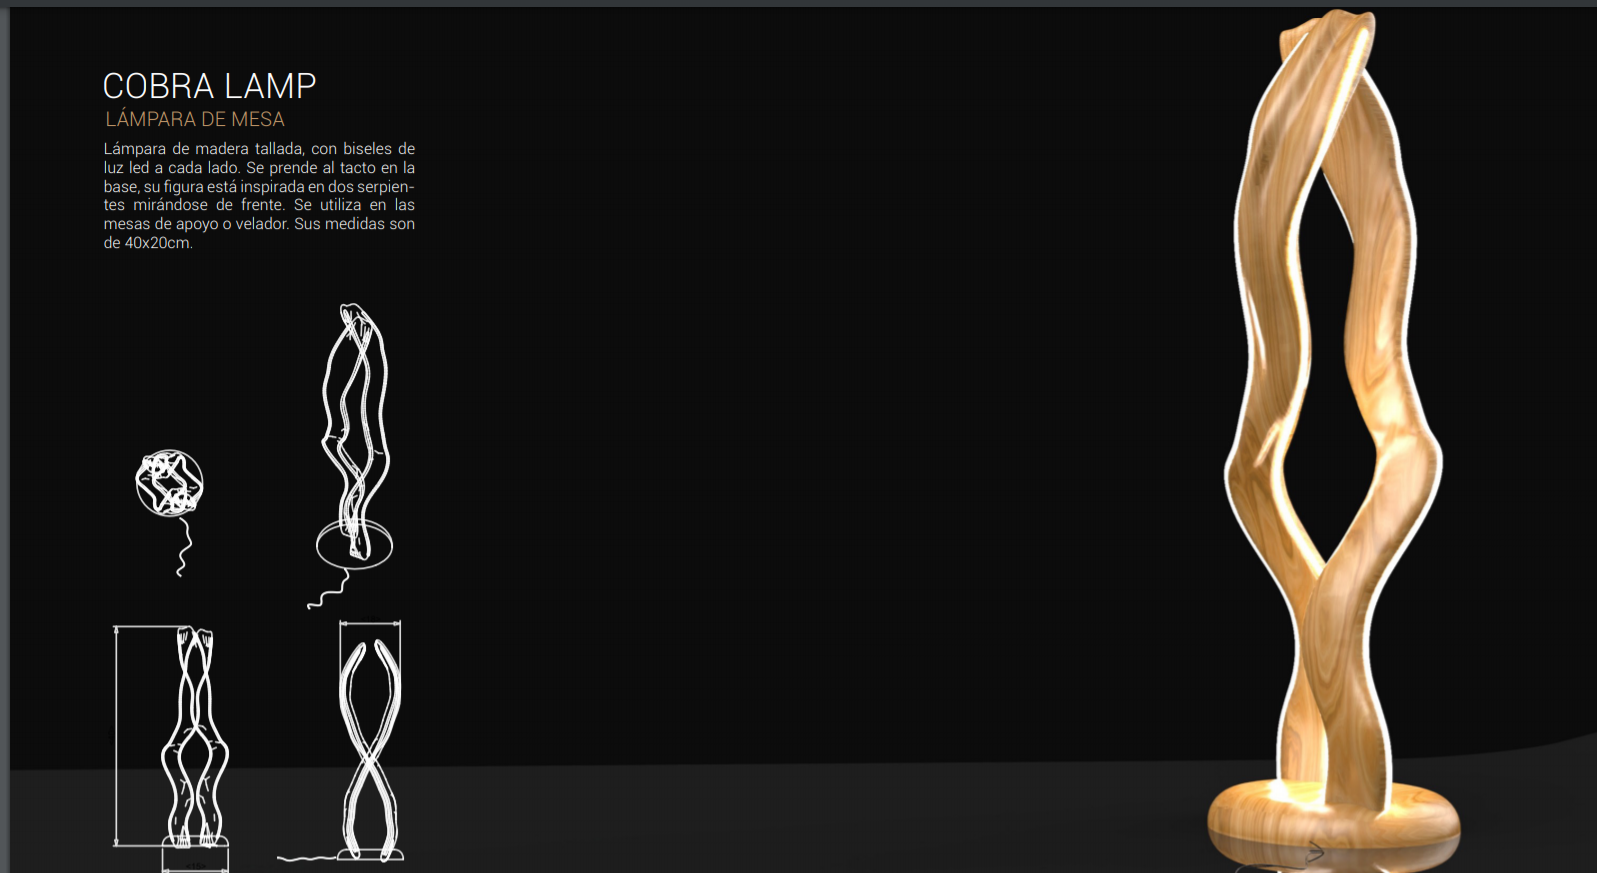 COBRA LAMP
LÁMPARA DE MESA
Lámpara de madera tallada, con biseles de
luz led a cada lado. Se prende al tacto en la
base, su figura está inspirada en dos serpien-
tes mirándose de frente. Se utiliza en las
mesas de apoyo o velador. Sus medidas son
de 40x20cm.